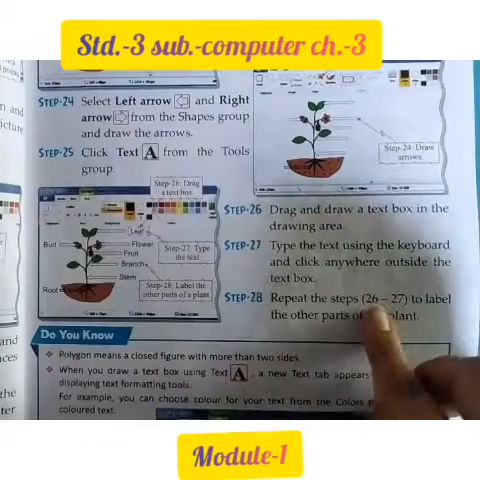 Std.-3 sub.-computer ch.-3
STEP-24 Select Left arrow and Right
arrow from the Shapes group
and draw the arrows.
STEP-25 Click Text A from the Tools
group.
Step-24: Draw
arrows.
Step-26: Drag
a text box.
Leaf
Bud
Flower
Fruit
Branch
Stem
Root
Step-27: Type
the text
Step-28: Label the
other parts of a plant
STEP-26 Drag and draw a text box in the
drawing area.
STEP-27 Type the text using the keyboard
and click anywhere outside the
text box.
STEP-28 Repeat the steps (26 – 27) to label
the other parts of plant.
Do You Know
Polygon means a closed figure with more than two sides.
When you draw a text box using Text A, a new Text tab appears
displaying text formatting tools.
For example, you can choose colour for your text from the Colors
coloured text.
and
the
Module-1